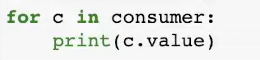 for c in consumer:
    print(c.value)